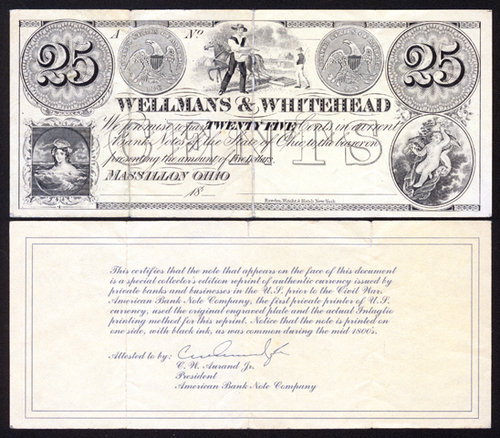 25
A
No
25
WELLMANS & WHITEHEAD
We promise to pay TWENTY FIVE Cents in current
Bank Notes of the State of Ohio to the bearer on
presenting the amount of Five Dollars.
MASSILLON OHIO
18
Rawdon, Wright & Hatch, New York.
This certifies that the note that appears on the face of this document
is a special collector's edition reprint of authentic currency issued by
private banks and businesses in the U.S. prior to the Civil War.
American Bank Note Company, the first private printer of U.S.
currency, used the original engraved plate and the actual Intaglio
printing method for this reprint. Notice that the note is printed on
one side, with black ink, as was common during the mid 1800's.
Attested to by:
C. W. Aurand Jr.
President
American Bank Note Company